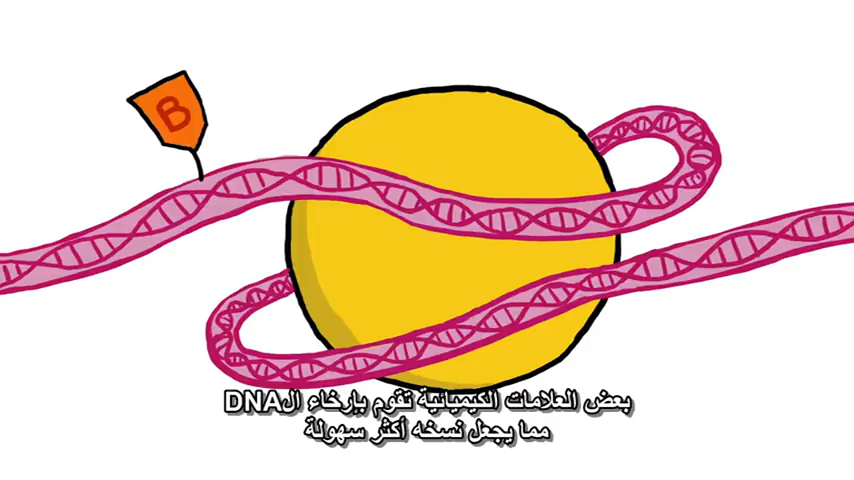 B
بعض العلامات الكيميائية تقوم بإرخاء الDNA
مما يجعل نسخه أكثر سهولة